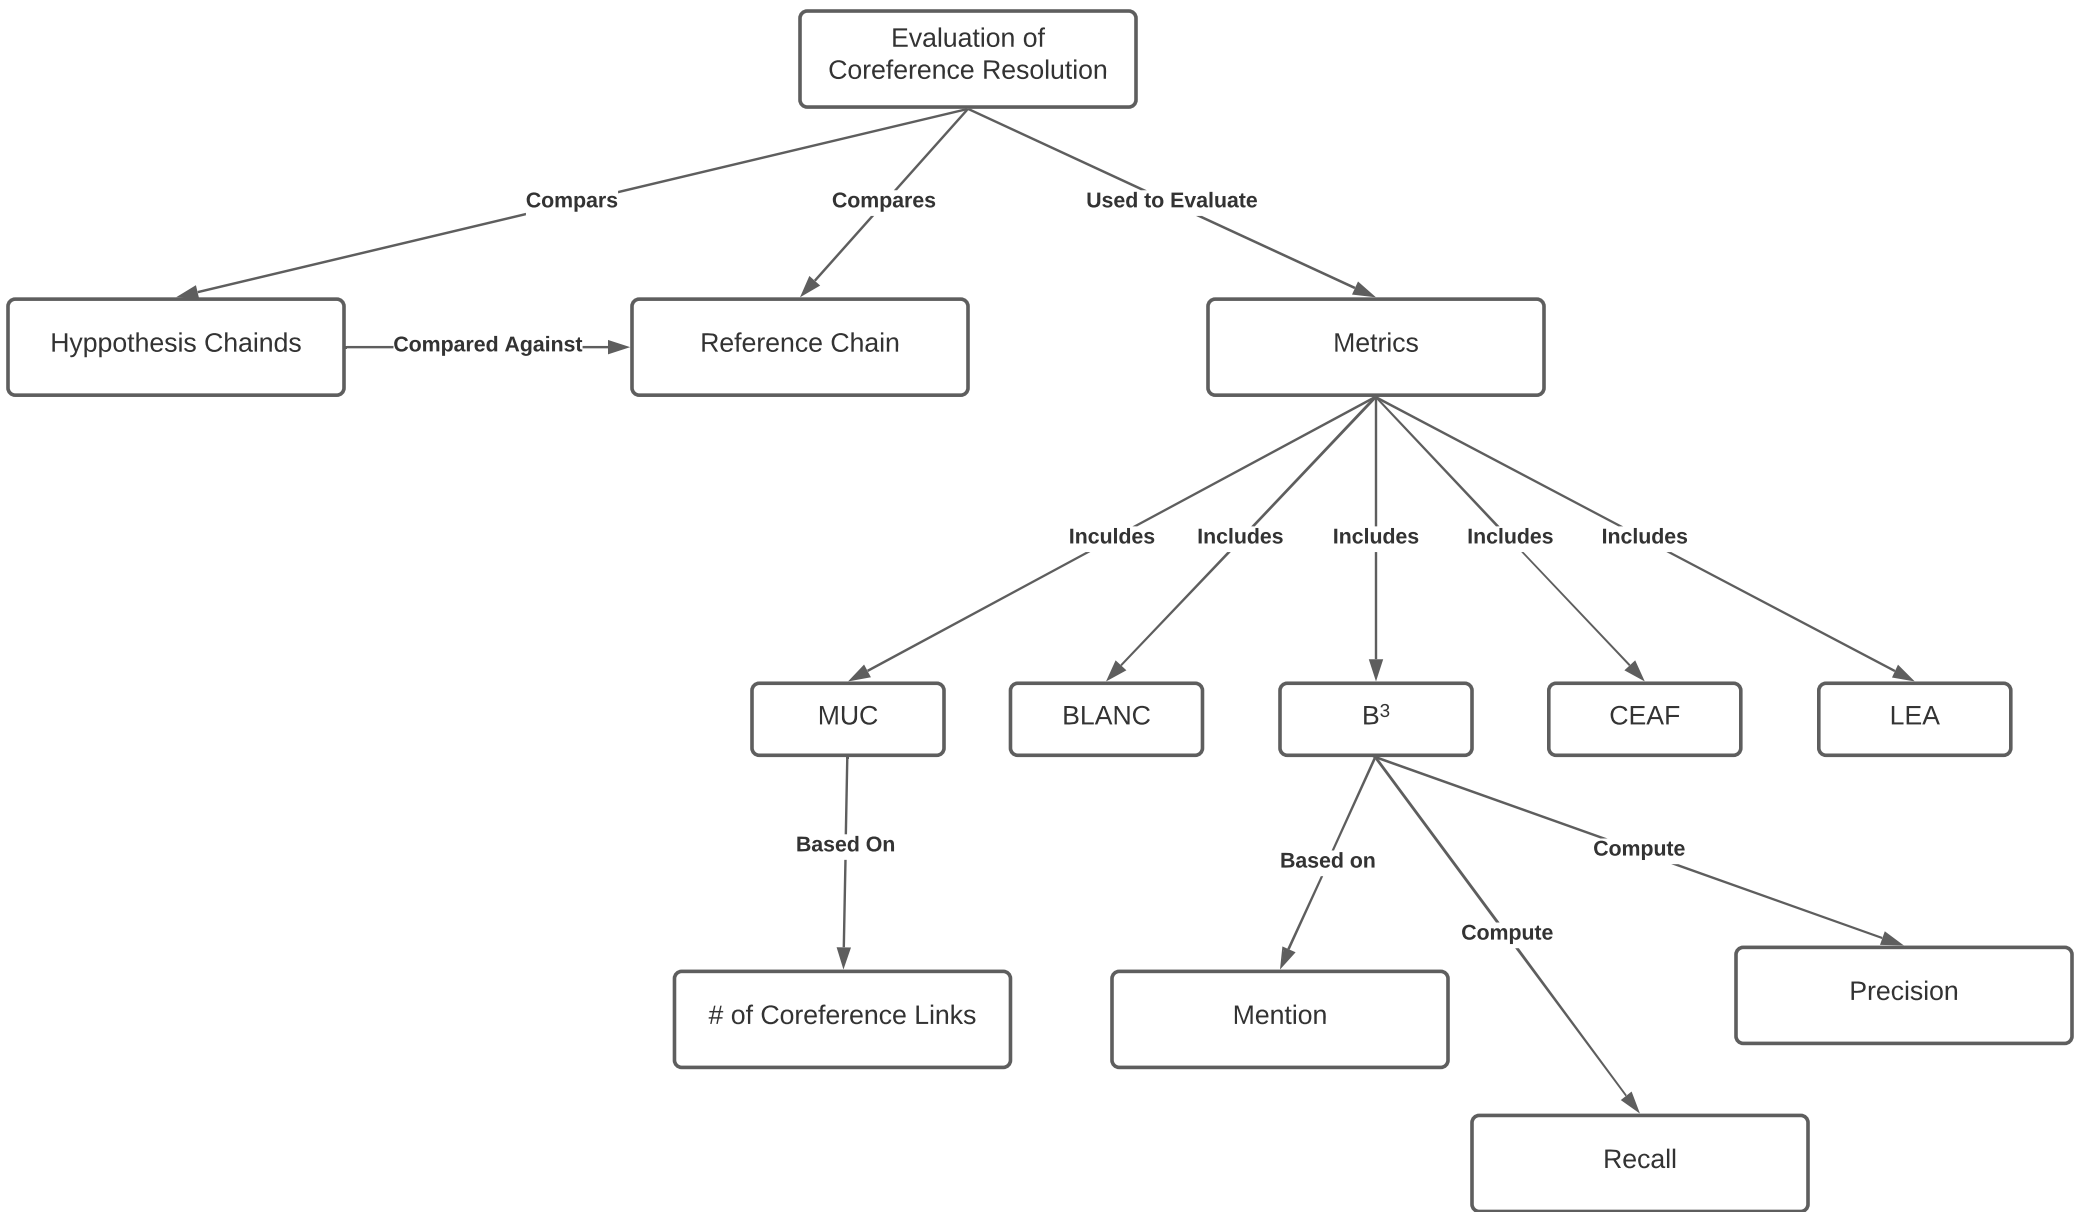 Evaluation of
Coreference Resolution
Compars
Compares
Used to Evaluate
Hyppothesis Chainds
Compared Against
Reference Chain
Metrics
Inculdes
Includes
Includes
Includes
Includes
MUC
BLANC
B³
CEAF
LEA
Based On
Based on
Compute
Compute
# of Coreference Links
Mention
Precision
Recall